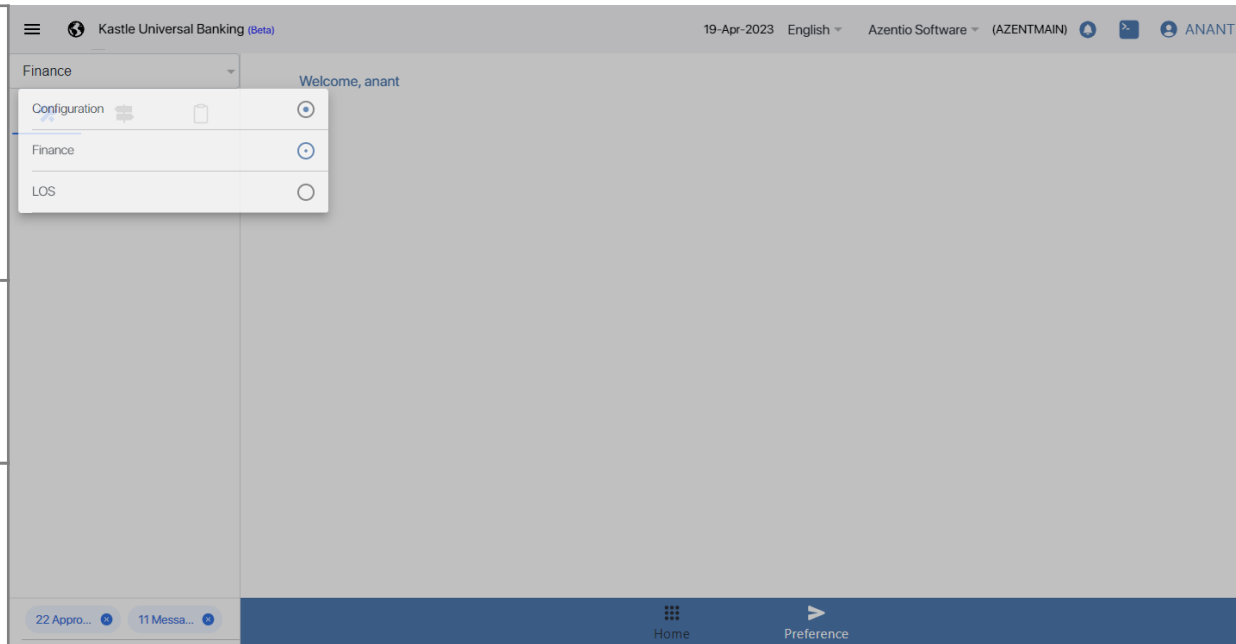 Kastle Universal Banking (Beta) 19-Apr-2023 English Azentio Software (AZENTMAIN) ANANT
Finance
Welcome, anant
Configuration
Finance
LOS
22 Appro... 11 Messa...
Home Preference